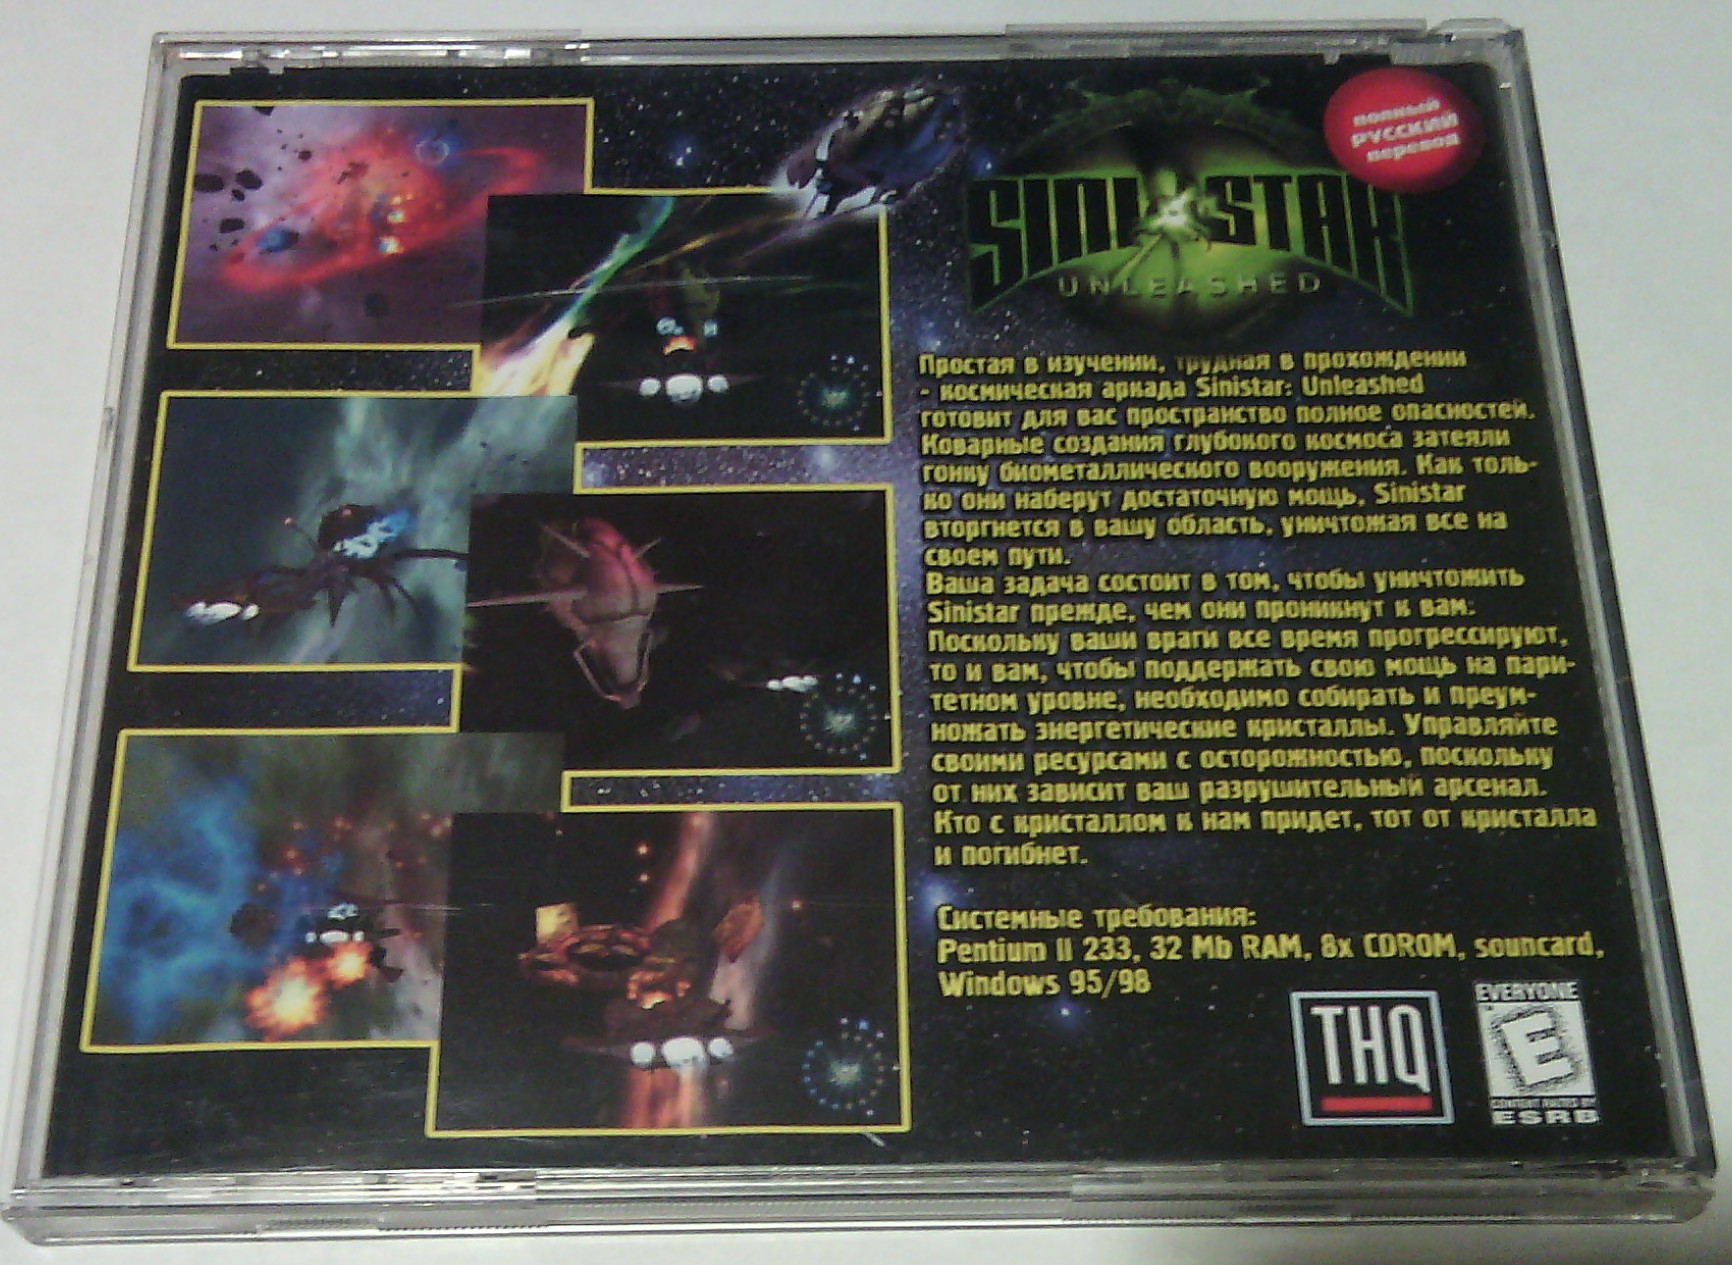 полный
РУССКИЙ
перевод
SINISTAR
UNLEASHED
Простая в изучении, трудная в прохождении
- космическая аркада Sinistar: Unleashed
готовит для вас пространство полное опасностей.
Коварные создания глубокого космоса затеяли
гонку биометаллического вооружения. Как толь-
ко они наберут достаточную мощь, Sinistar
вторгнется в вашу область, уничтожая все на
своем пути.
Ваша задача состоит в том, чтобы уничтожить
Sinistar прежде, чем они проникнут к вам.
Поскольку ваши враги все время прогрессируют,
то и вам, чтобы поддержать свою мощь на пари-
тетном уровне, необходимо собирать и преум-
ножать энергетические кристаллы. Управляйте
своими ресурсами с осторожностью, поскольку
от них зависит ваш разрушительный арсенал.
Кто с кристаллом к нам придет, тот от кристалла
и погибнет.
Системные требования:
Pentium II 233, 32 Mb RAM, 8x CDROM, souncard,
Windows 95/98
THQ
EVERYONE
E
CONTENT RATED BY
ESRB